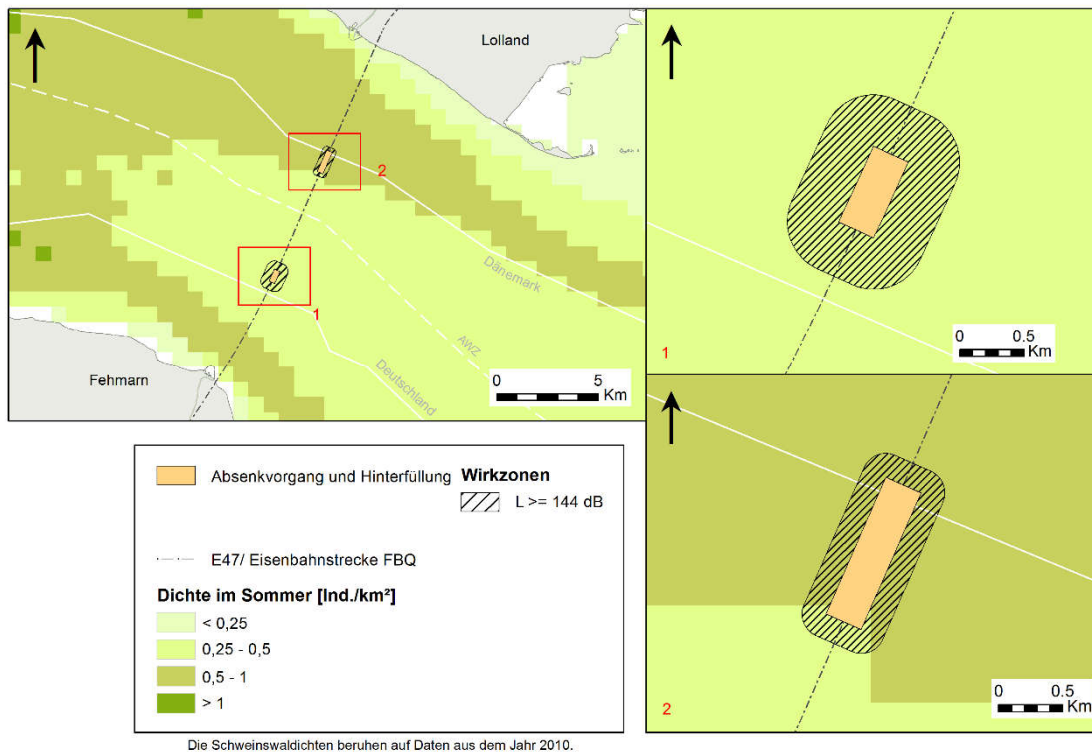 Lolland
2
Dänemark
AWZ
1
Deutschland
Fehmarn
0 5
Km
0 0.5
Km
1
0 0.5
Km
2
Absenkvorgang und Hinterfüllung
Wirkzonen
L >= 144 dB
E47/ Eisenbahnstrecke FBQ
Dichte im Sommer [Ind./km²]
< 0,25
0,25 - 0,5
0,5 - 1
> 1
Die Schweinswaldichten beruhen auf Daten aus dem Jahr 2010.